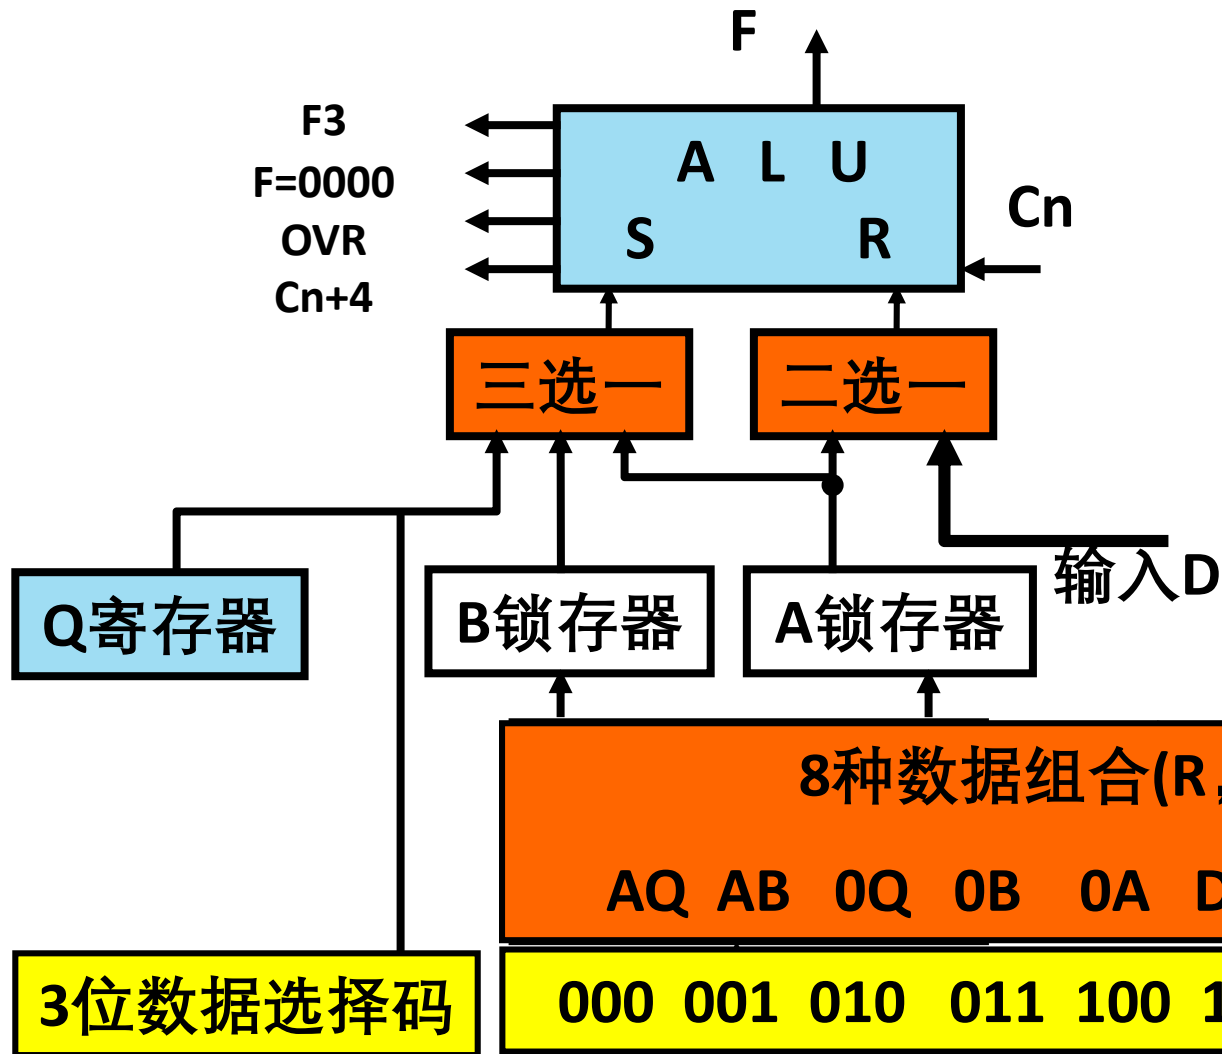 F
F3
F=0000
OVR
Cn+4
A L U
S R
Cn
三选一
二选一
输入D
Q寄存器
B锁存器
A锁存器
8种数据组合(R,
AQ AB 0Q 0B 0A D
3位数据选择码
000 001 010 011 100 1